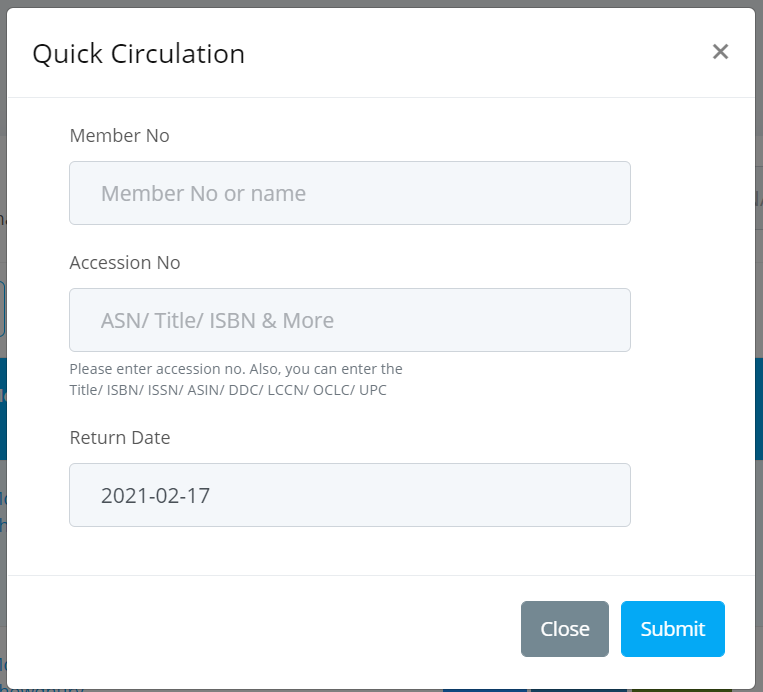 Quick Circulation
×
Member No
Member No or name
Accession No
ASN/ Title/ ISBN & More
Please enter accession no. Also, you can enter the
Title/ ISBN/ ISSN/ ASIN/ DDC/ LCCN/ OCLC/ UPC
Return Date
2021-02-17
Close Submit